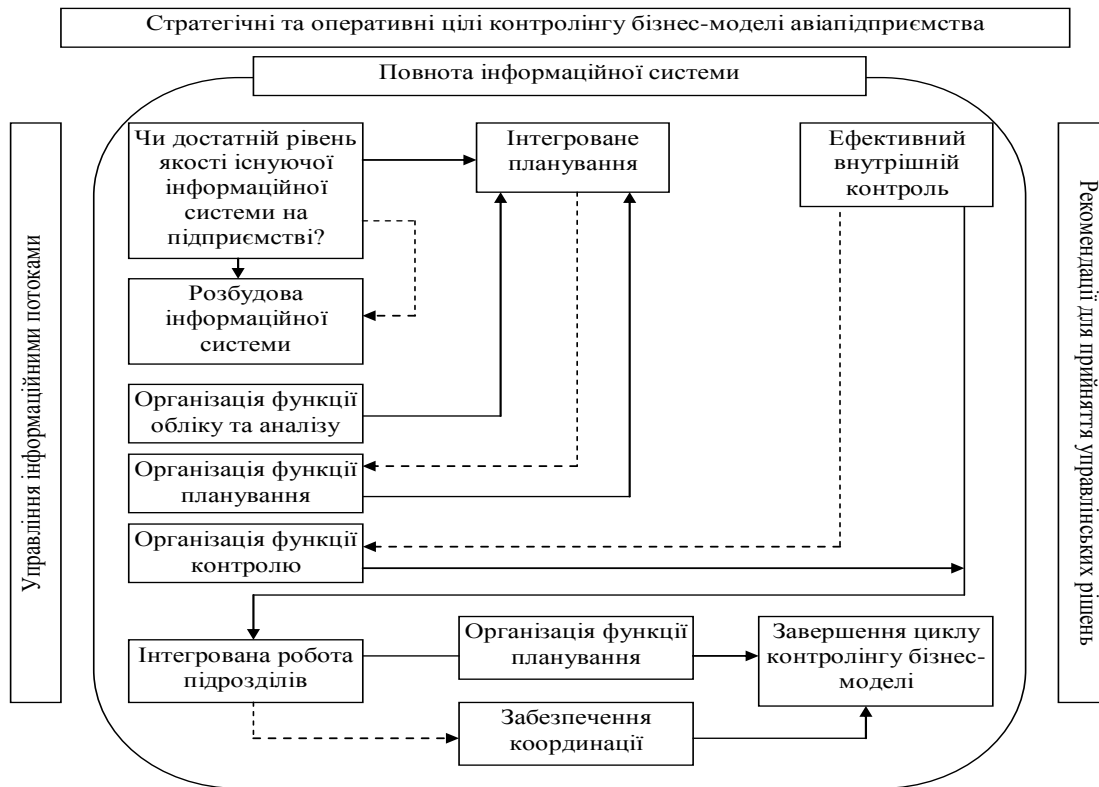 Стратегічні та оперативні цілі контролінгу бізнес-моделі авіапідприємства
Повнота інформаційної системи
Управління інформаційними потоками
Чи достатній рівень
якості існуючої
інформаційної
системи на
підприємстві?
Інтегроване
планування
Ефективний
внутрішній
контроль
Розбудова
інформаційної
системи
Організація функції
обліку та аналізу
Організація функції
планування
Організація функції
контролю
Інтегрована робота
підрозділів
Організація функції
планування
Завершення циклу
контролінгу бізнес-
моделі
Забезпечення
координації
Рекомендації для прийняття управлінських рішень